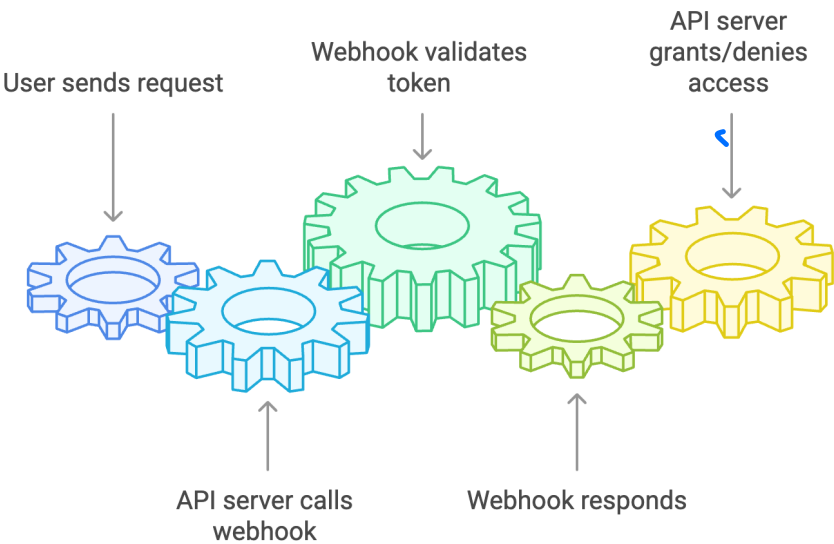 User sends request
API server calls
webhook
Webhook validates
token
Webhook responds
API server
grants/denies
access